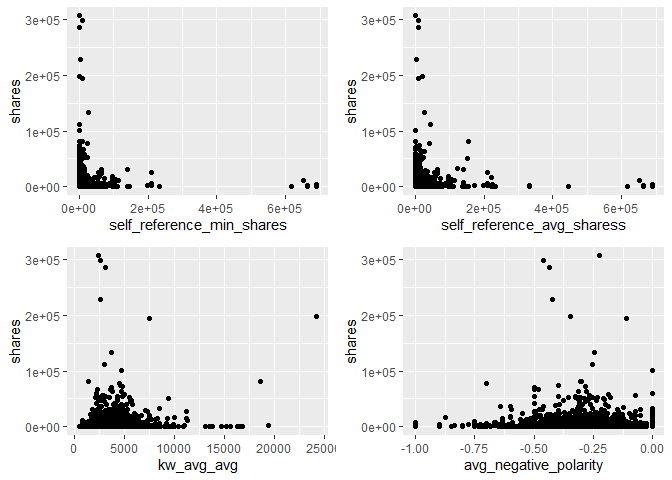 3e+05
2e+05
1e+05
0e+00
shares
0e+00 2e+05 4e+05 6e+05
self_reference_min_shares
3e+05
2e+05
1e+05
0e+00
shares
0e+00 2e+05 4e+05 6e+05
self_reference_avg_sharess
3e+05
2e+05
1e+05
0e+00
shares
0 5000 10000 15000 20000
kw_avg_avg
3e+05
2e+05
1e+05
0e+00
shares
-1.00 -0.75 -0.50 -0.25 0.00
avg_negative_polarity